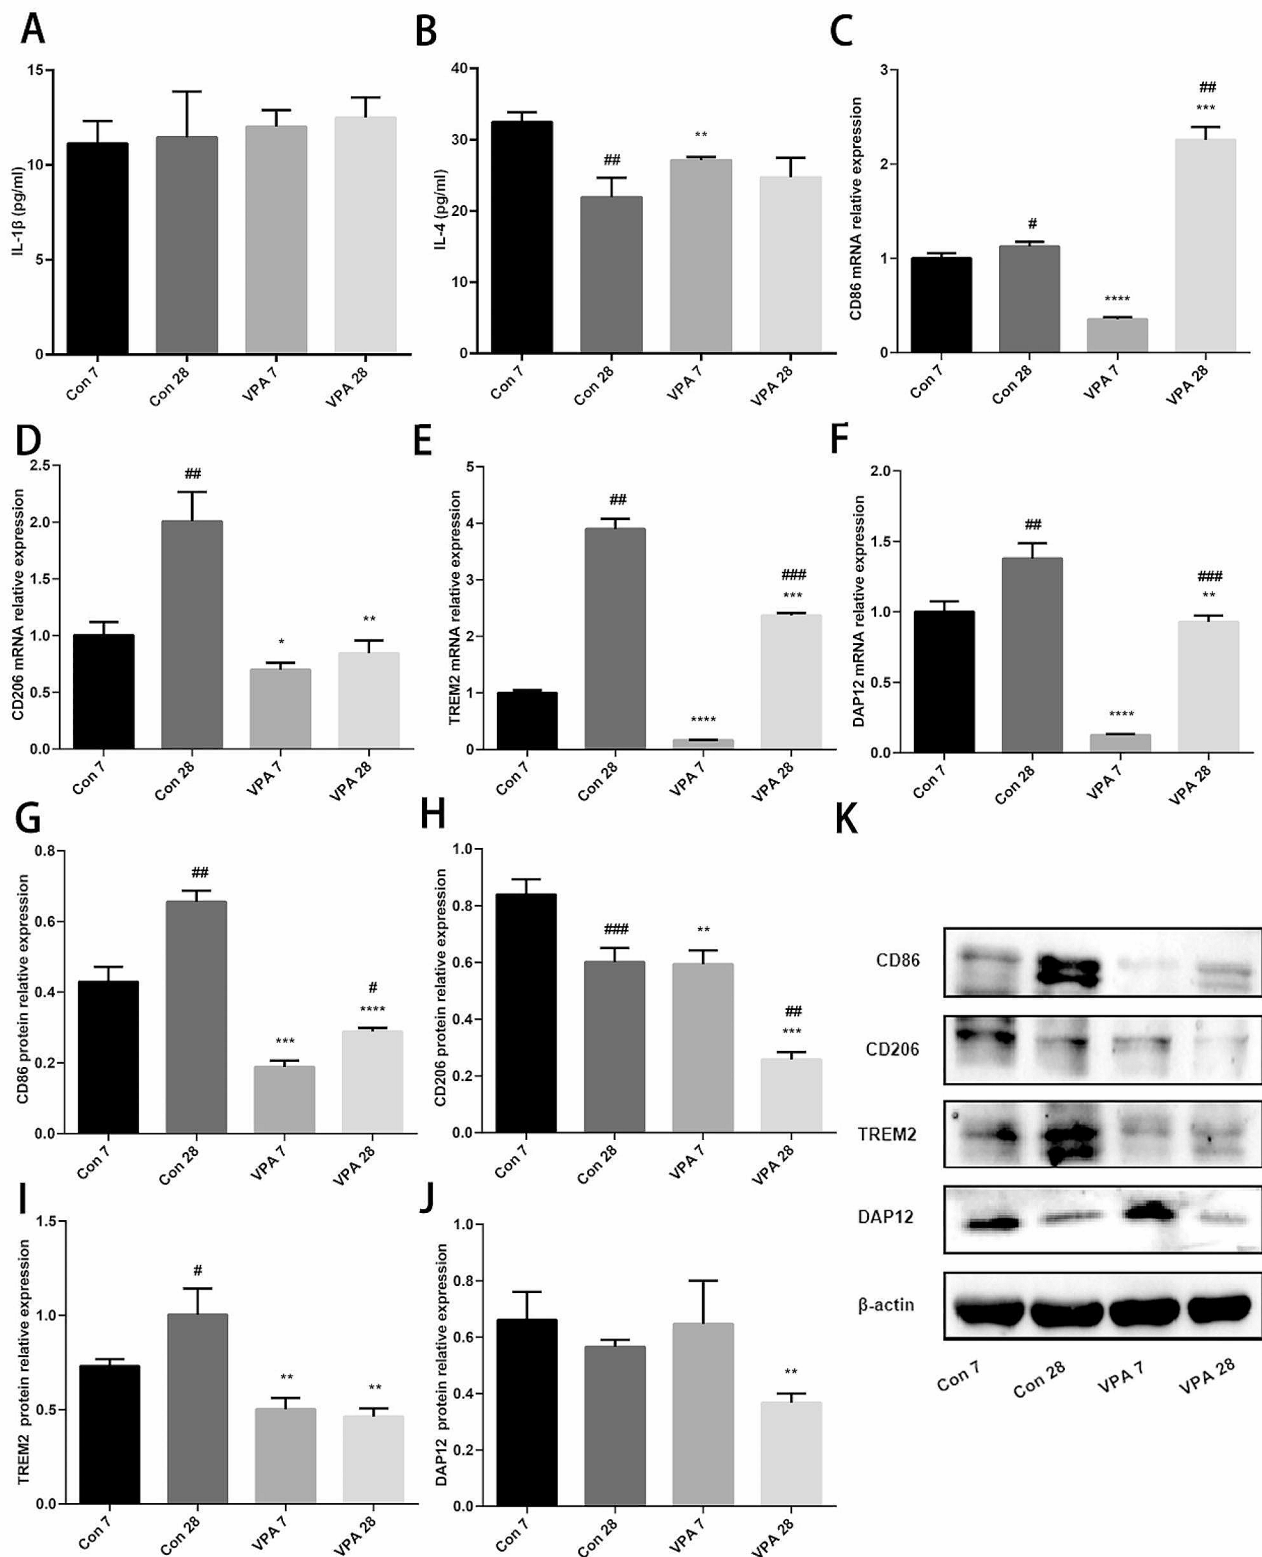 A
IL-1β (pg/ml)
15
10
5
0
Con 7
Con 28
VPA 7
VPA 28
B
IL-4 (pg/ml)
40
30
20
10
0
##
**
Con 7
Con 28
VPA 7
VPA 28
C
CD86 mRNA relative expression
3
2
1
0
#
****
##
***
Con 7
Con 28
VPA 7
VPA 28
D
CD206 mRNA relative expression
2.5
2.0
1.5
1.0
0.5
0.0
##
*
**
Con 7
Con 28
VPA 7
VPA 28
E
TREM2 mRNA relative expression
5
4
3
2
1
0
##
****
###
***
Con 7
Con 28
VPA 7
VPA 28
F
DAP12 mRNA relative expression
2.0
1.5
1.0
0.5
0.0
##
****
###
**
Con 7
Con 28
VPA 7
VPA 28
G
CD86 protein relative expression
0.8
0.6
0.4
0.2
0.0
##
***
#
****
Con 7
Con 28
VPA 7
VPA 28
H
CD206 protein relative expression
1.0
0.8
0.6
0.4
0.2
0.0
###
**
##
***
Con 7
Con 28
VPA 7
VPA 28
K
CD86
CD206
TREM2
DAP12
β-actin
Con 7
Con 28
VPA 7
VPA 28
I
TREM2 protein relative expression
1.5
1.0
0.5
0.0
#
**
**
Con 7
Con 28
VPA 7
VPA 28
J
DAP12 protein relative expression
1.0
0.8
0.6
0.4
0.2
0.0
**
Con 7
Con 28
VPA 7
VPA 28